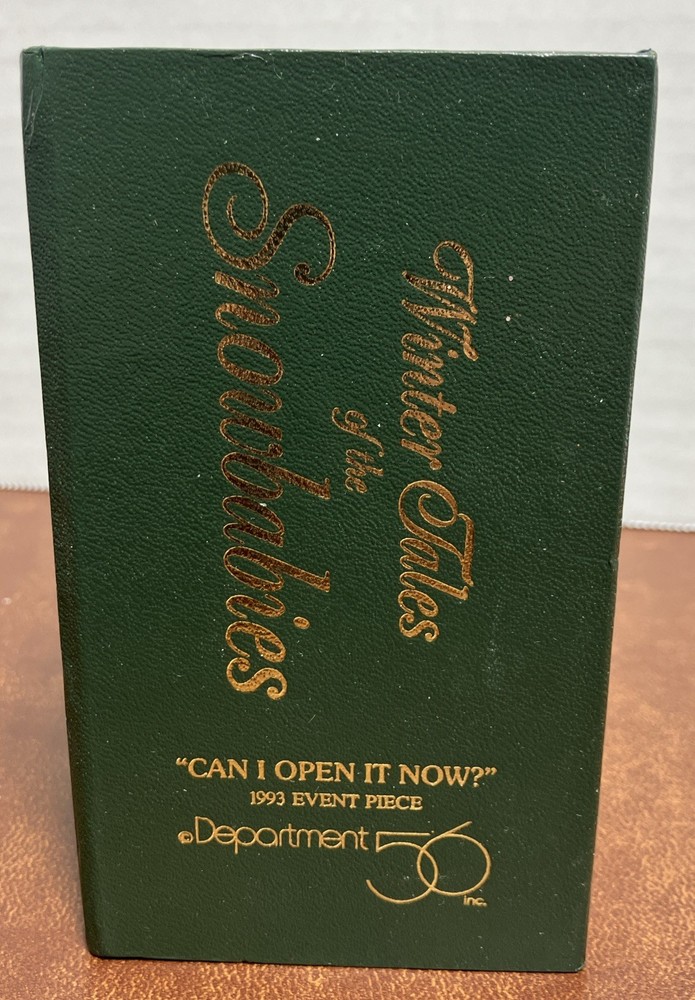 Winter Tales
of the
Snowbabies
“CAN I OPEN IT NOW?”
1993 EVENT PIECE
©Department 56
inc.